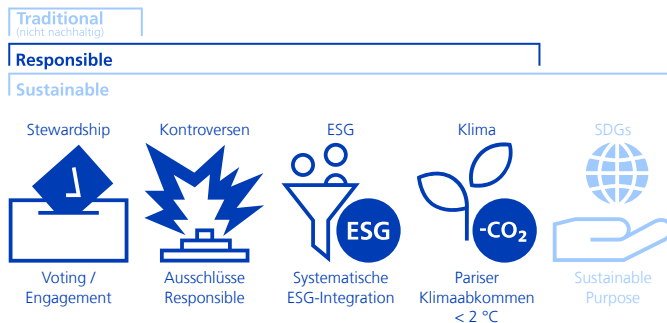 Traditional
(nicht nachhaltig)
Responsible
Sustainable
Stewardship
Kontroversen
ESG
Klima
SDGs
ESG
-CO₂
Voting /
Engagement
Ausschlüsse
Responsible
Systematische
ESG-Integration
Pariser
Klimaabkommen
< 2 °C
Sustainable
Purpose